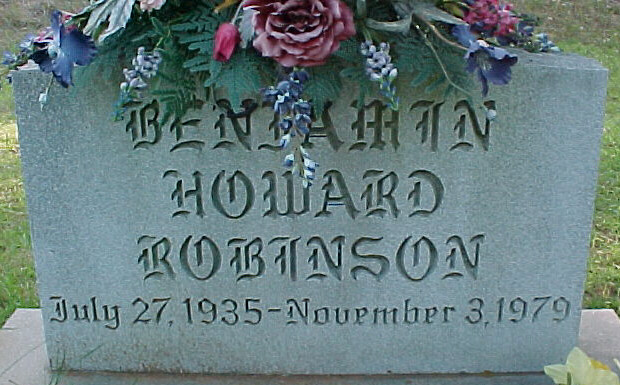 BENJAMIN
HOWARD
ROBINSON
July 27, 1935-November 3, 1979